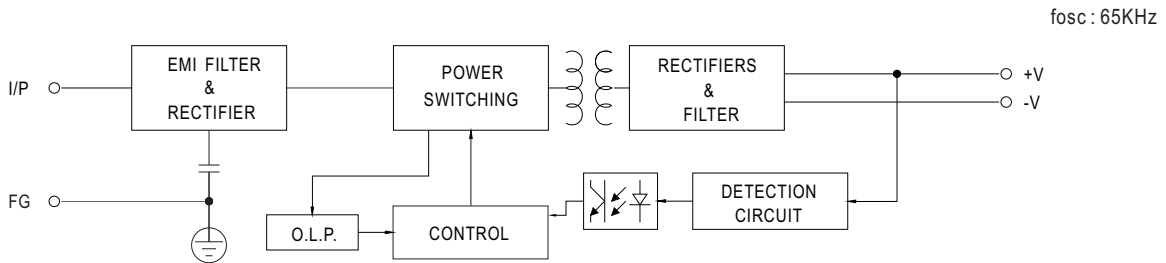 fosc : 65KHz
I/P
EMI FILTER
&
RECTIFIER
POWER
SWITCHING
RECTIFIERS
&
FILTER
+V
-V
FG
O.L.P.
CONTROL
DETECTION
CIRCUIT